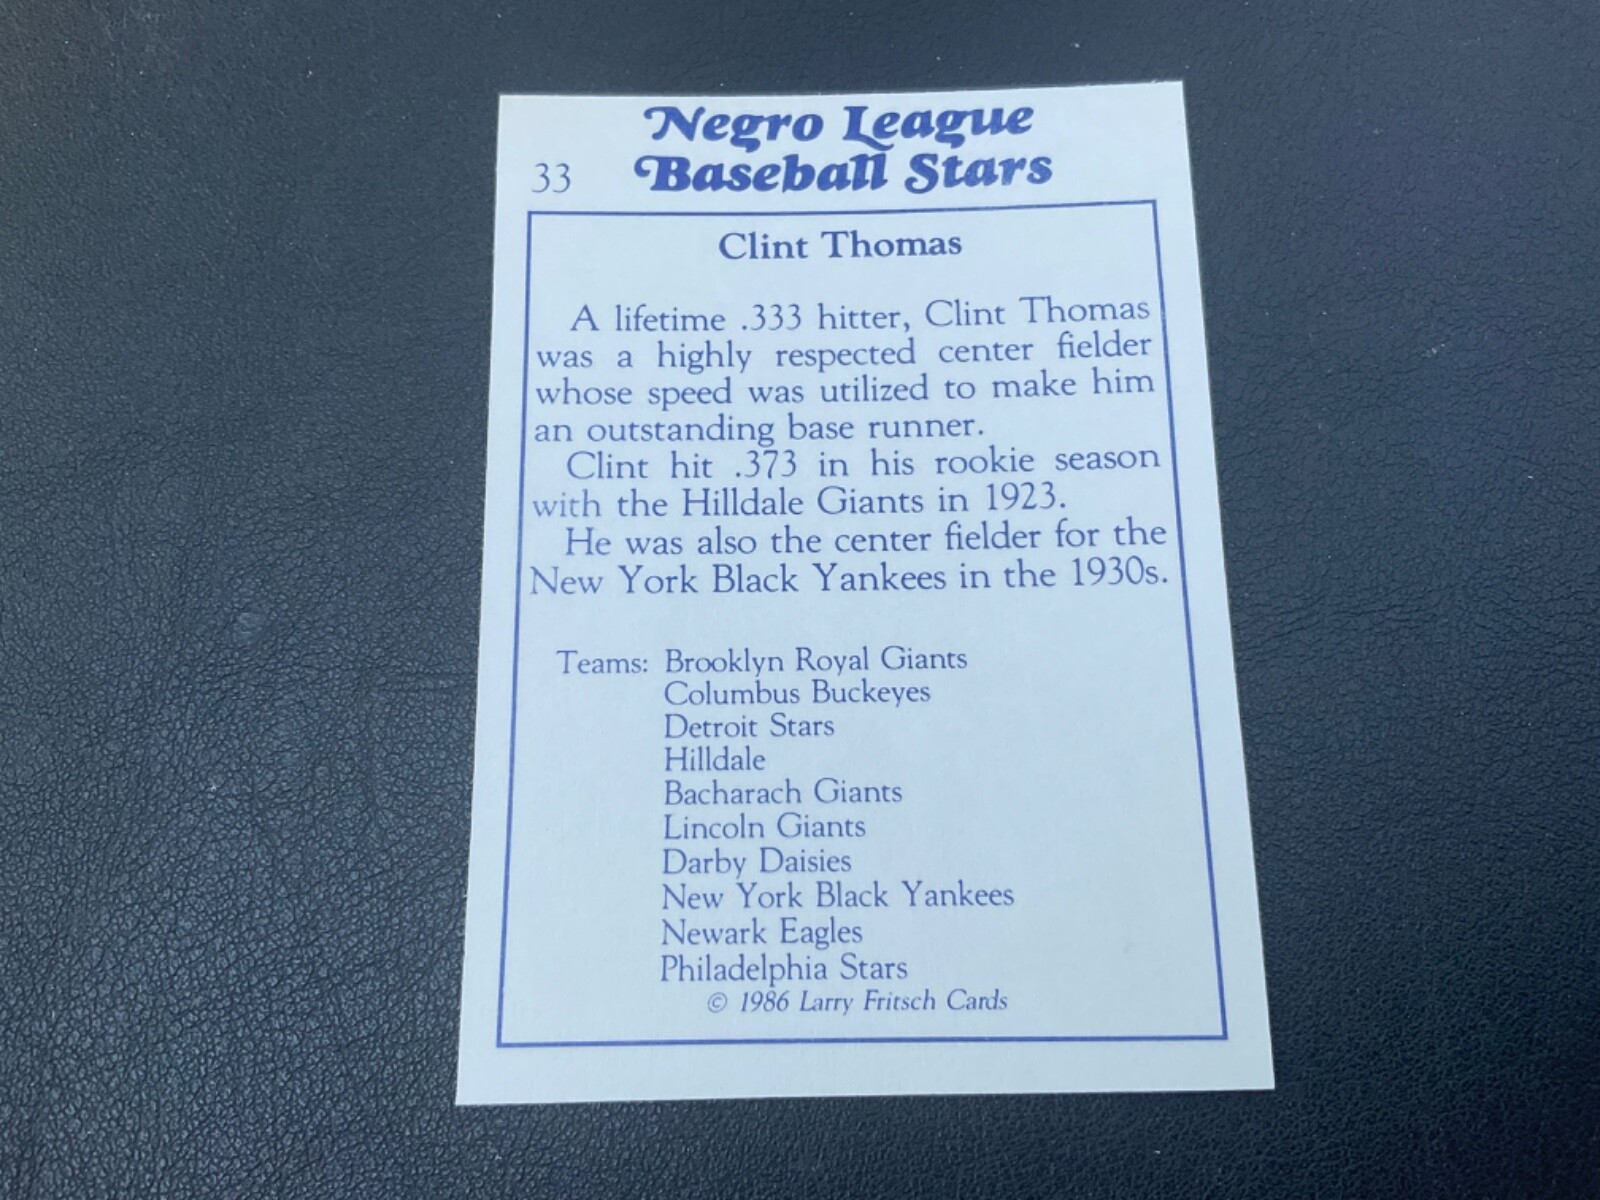 Negro League
33 Baseball Stars
Clint Thomas
A lifetime .333 hitter, Clint Thomas
was a highly respected center fielder
whose speed was utilized to make him
an outstanding base runner.
Clint hit .373 in his rookie season
with the Hilldale Giants in 1923.
He was also the center fielder for the
New York Black Yankees in the 1930s.
Teams: Brooklyn Royal Giants
Columbus Buckeyes
Detroit Stars
Hilldale
Bacharach Giants
Lincoln Giants
Darby Daisies
New York Black Yankees
Newark Eagles
Philadelphia Stars
© 1986 Larry Fritsch Cards